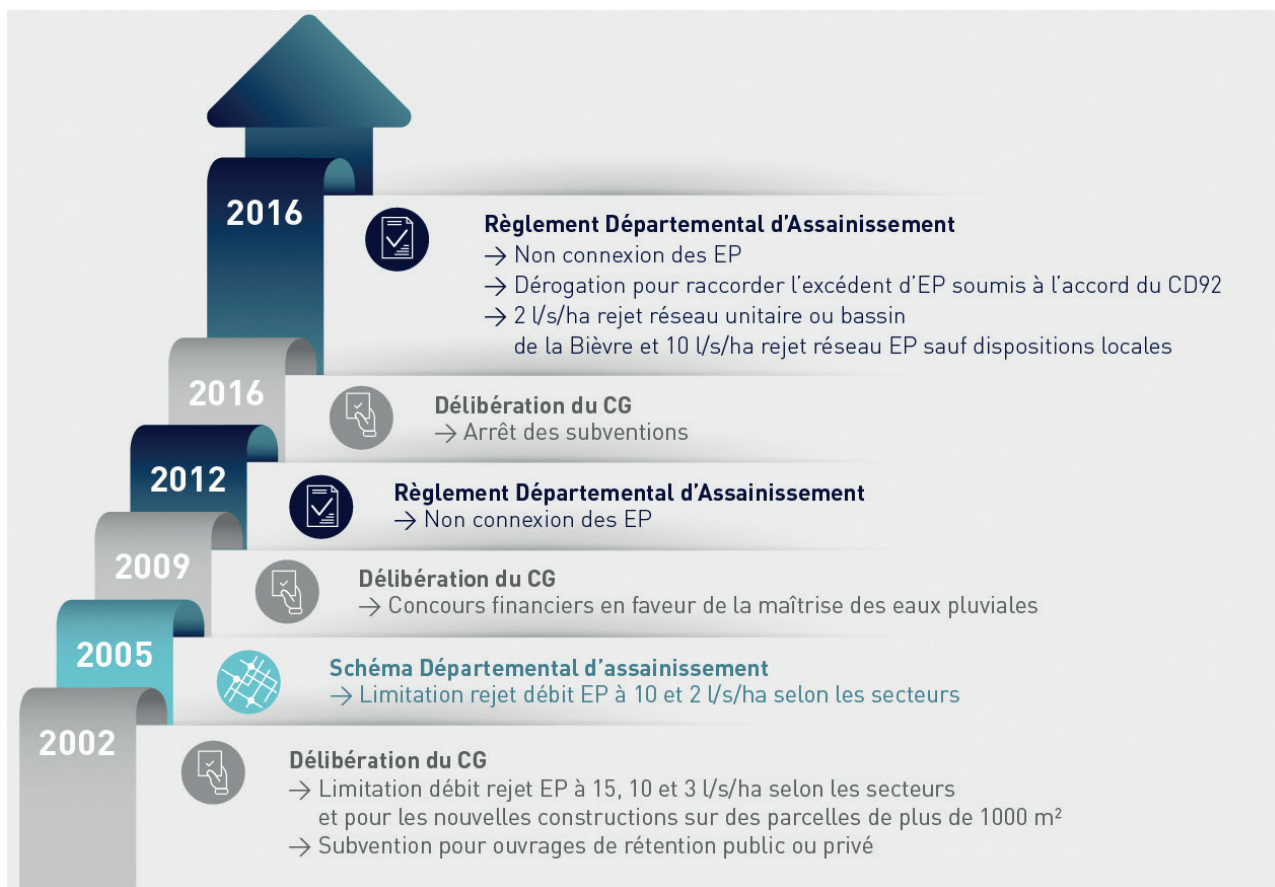 2016
Règlement Départemental d'Assainissement
→ Non connexion des EP
→ Dérogation pour raccorder l'excédent d'EP soumis à l'accord du CD92
→ 2 l/s/ha rejet réseau unitaire ou bassin
de la Bièvre et 10 l/s/ha rejet réseau EP sauf dispositions locales
2016
Délibération du CG
→ Arrêt des subventions
2012
Règlement Départemental d'Assainissement
→ Non connexion des EP
2009
Délibération du CG
→ Concours financiers en faveur de la maîtrise des eaux pluviales
2005
Schéma Départemental d'assainissement
→ Limitation rejet débit EP à 10 et 2 l/s/ha selon les secteurs
2002
Délibération du CG
→ Limitation débit rejet EP à 15, 10 et 3 l/s/ha selon les secteurs
et pour les nouvelles constructions sur des parcelles de plus de 1000 m²
→ Subvention pour ouvrages de rétention public ou privé